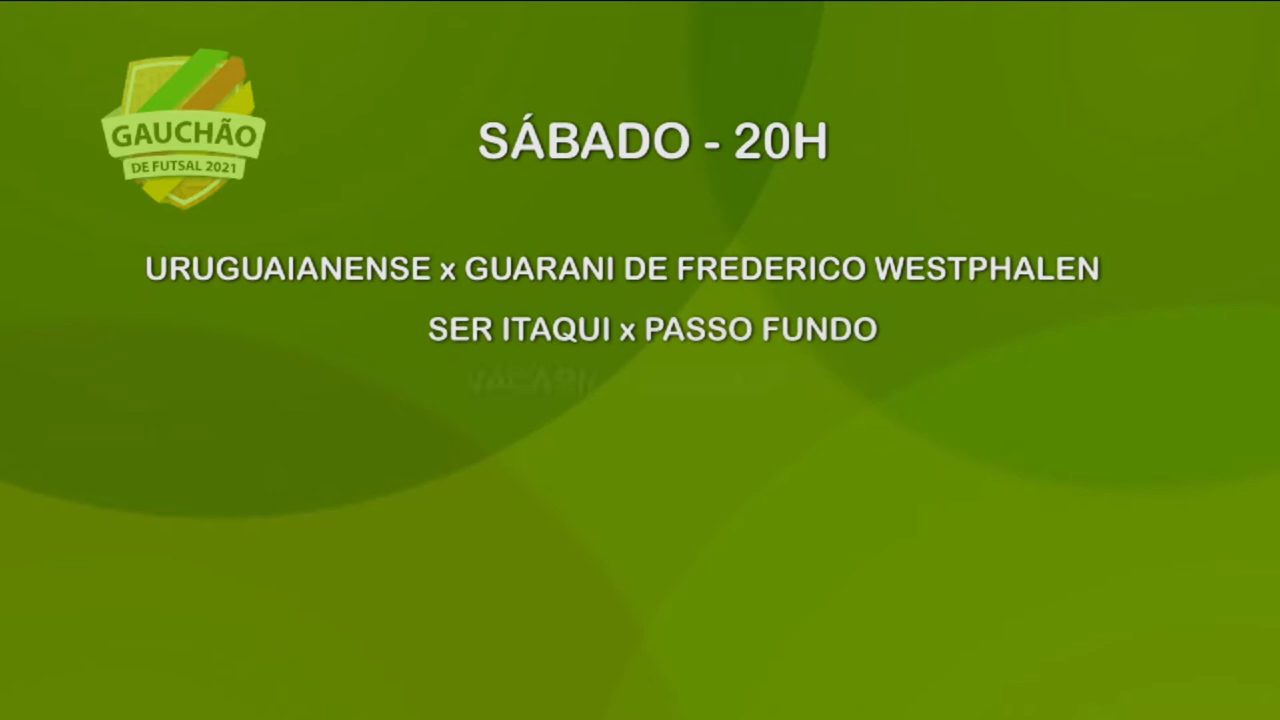 GAUCHÃO
DE FUTSAL 2021
SÁBADO - 20H
URUGUAIANENSE x GUARANI DE FREDERICO WESTPHALEN
SER ITAQUI x PASSO FUNDO